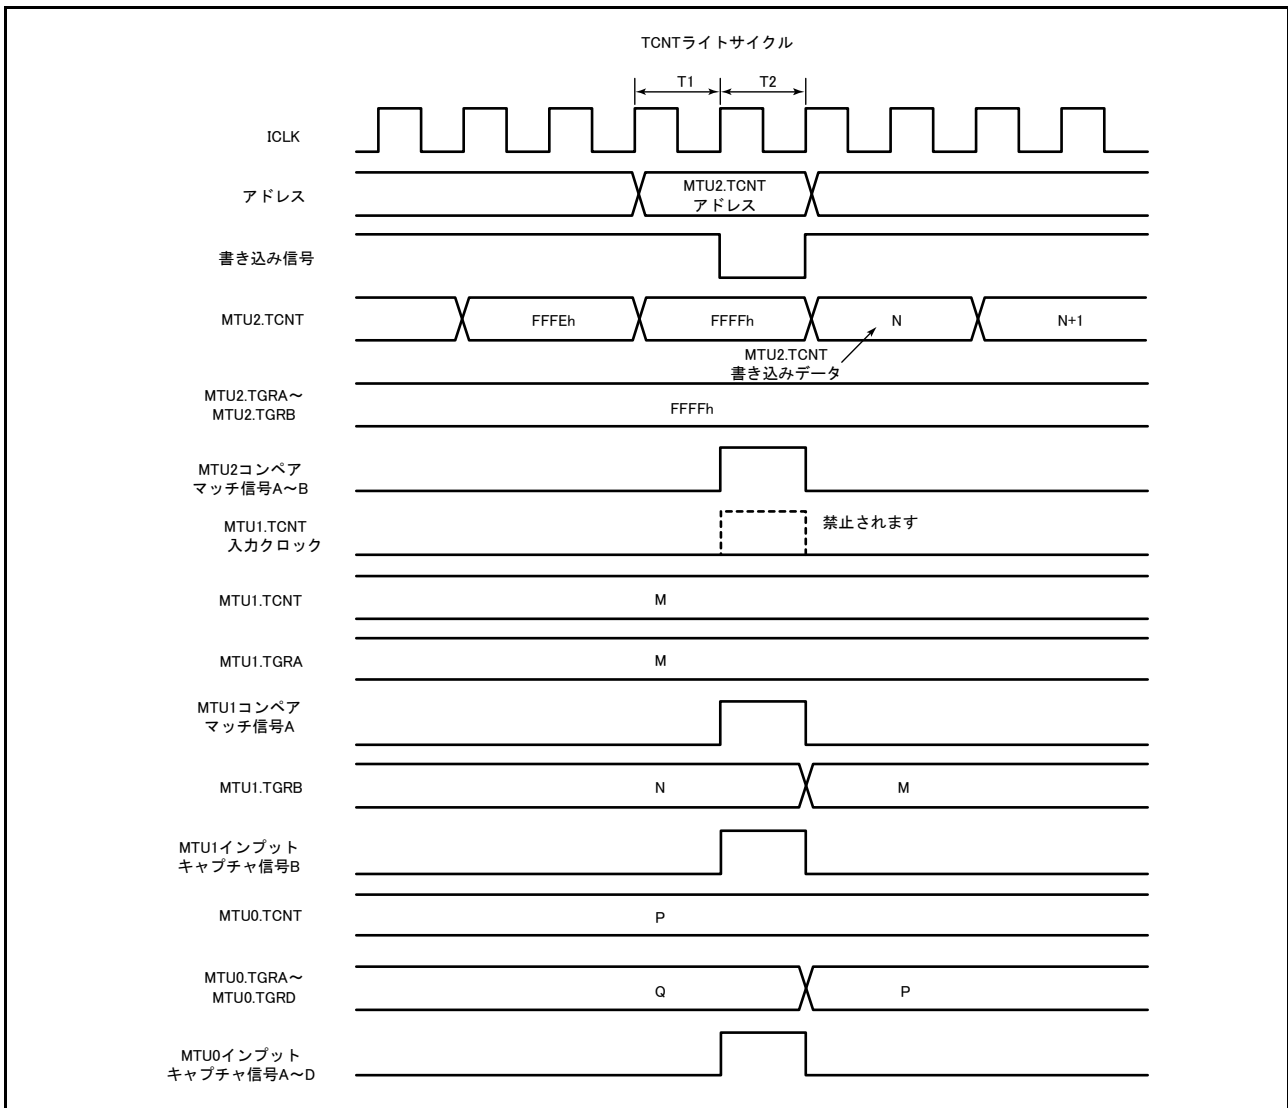 TCNTライトサイクル
T1
T2
ICLK
アドレス
MTU2.TCNT
アドレス
書き込み信号
MTU2.TCNT
FFFEh
FFFFh
N
N+1
MTU2.TCNT
書き込みデータ
MTU2.TGRA～
MTU2.TGRB
FFFFh
MTU2コンペア
マッチ信号A～B
MTU1.TCNT
入力クロック
禁止されます
MTU1.TCNT
M
MTU1.TGRA
M
MTU1コンペア
マッチ信号A
MTU1.TGRB
N
M
MTU1インプット
キャプチャ信号B
MTU0.TCNT
P
MTU0.TGRA～
MTU0.TGRD
Q
P
MTU0インプット
キャプチャ信号A～D